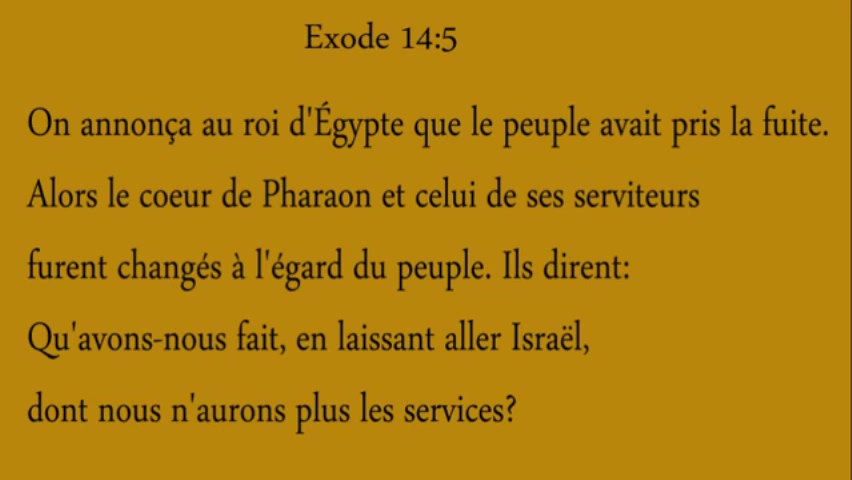 Exode 14:5
On annonça au roi d'Égypte que le peuple avait pris la fuite.
Alors le coeur de Pharaon et celui de ses serviteurs
furent changés à l'égard du peuple. Ils dirent:
Qu'avons-nous fait, en laissant aller Israël,
dont nous n'aurons plus les services?